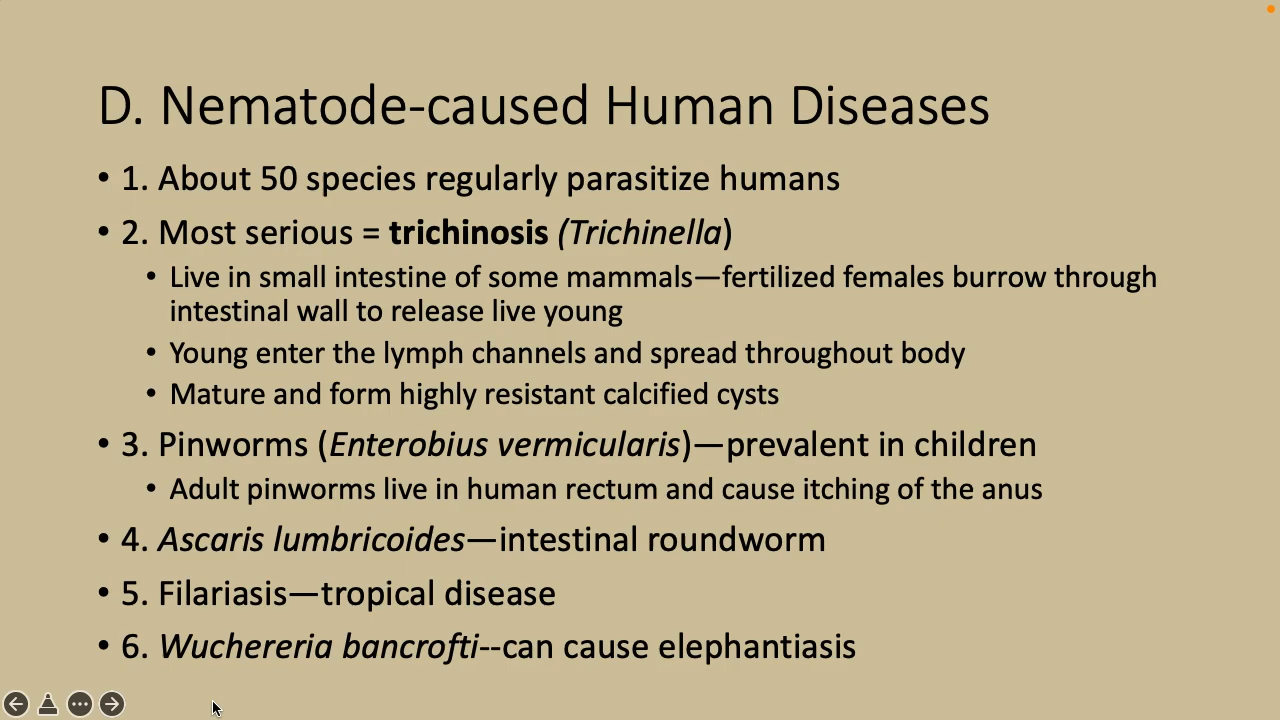 D. Nematode-caused Human Diseases
• 1. About 50 species regularly parasitize humans
• 2. Most serious = trichinosis (Trichinella)
• Live in small intestine of some mammals—fertilized females burrow through
intestinal wall to release live young
• Young enter the lymph channels and spread throughout body
• Mature and form highly resistant calcified cysts
• 3. Pinworms (Enterobius vermicularis)—prevalent in children
• Adult pinworms live in human rectum and cause itching of the anus
• 4. Ascaris lumbricoides—intestinal roundworm
• 5. Filariasis—tropical disease
• 6. Wuchereria bancrofti--can cause elephantiasis